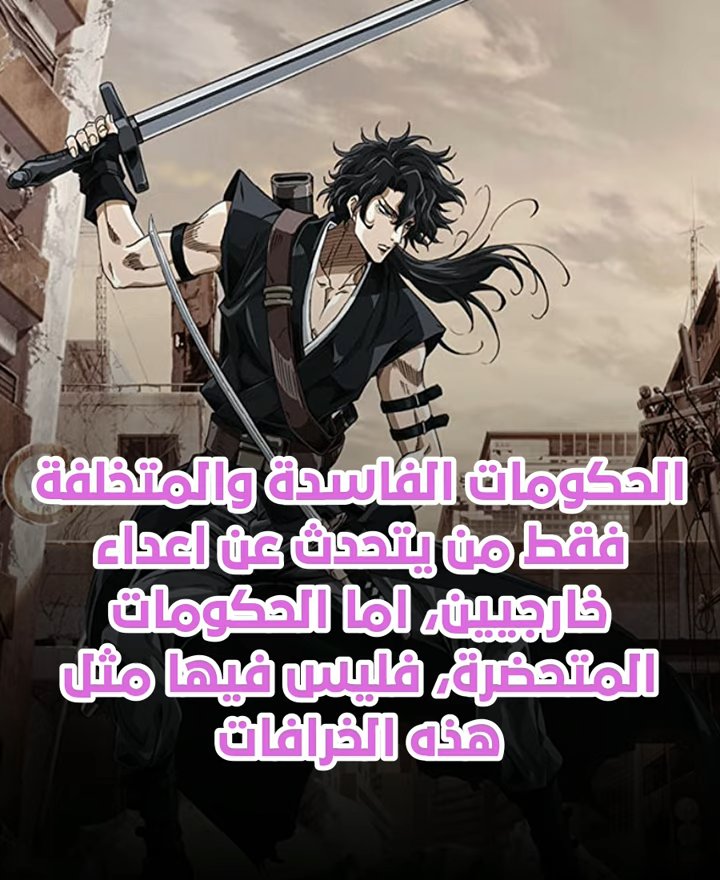 الحكومات الفاسدة والمتخلفة
فقط من يتحدث عن اعداء
خارجيين, اما الحكومات
المتحضرة, فليس فيها مثل
هذه الخرافات